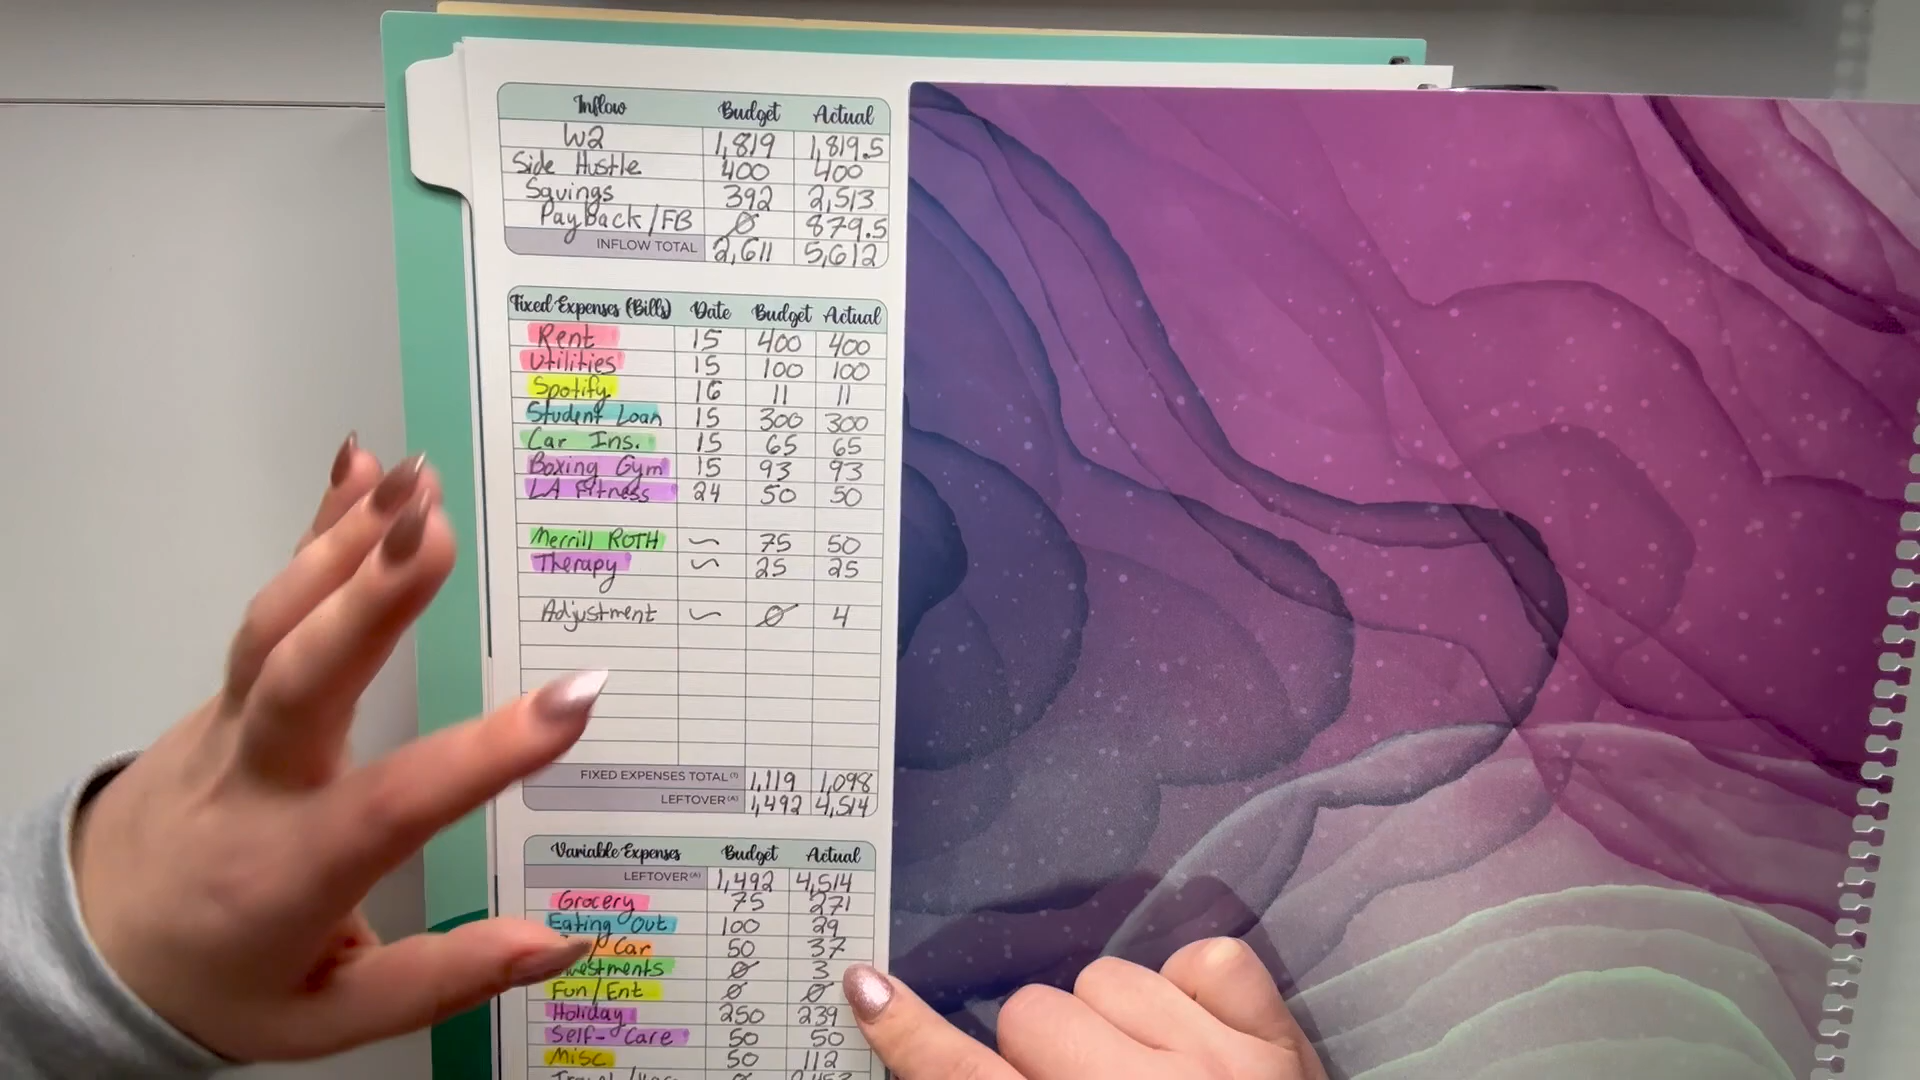 Inflow Budget Actual
W2 1,819 1,819.5
Side Hustle 400 400
Savings 392 2,513
PayBack/FB Ø 879.5
INFLOW TOTAL 2,611 5,612
Fixed Expenses (Bills) Date Budget Actual
Rent 15 400 400
Utilities 15 100 100
Spotify 16 11 11
Student Loan 15 300 300
Car Ins. 15 65 65
Boxing Gym 15 93 93
LA Fitness 24 50 50
Merrill ROTH ~ 75 50
Therapy ~ 25 25
Adjustment ~ Ø 4
FIXED EXPENSES TOTAL (T) 1,119 1,098
LEFTOVER (A) 1,492 4,514
Variable Expenses Budget Actual
LEFTOVER (A) 1,492 4,514
Grocery 75 271
Eating Out 100 29
Car 50 37
Ø 3
Fun/Ent Ø Ø
Holiday 250 239
Self-Care 50 50
Misc 50 112